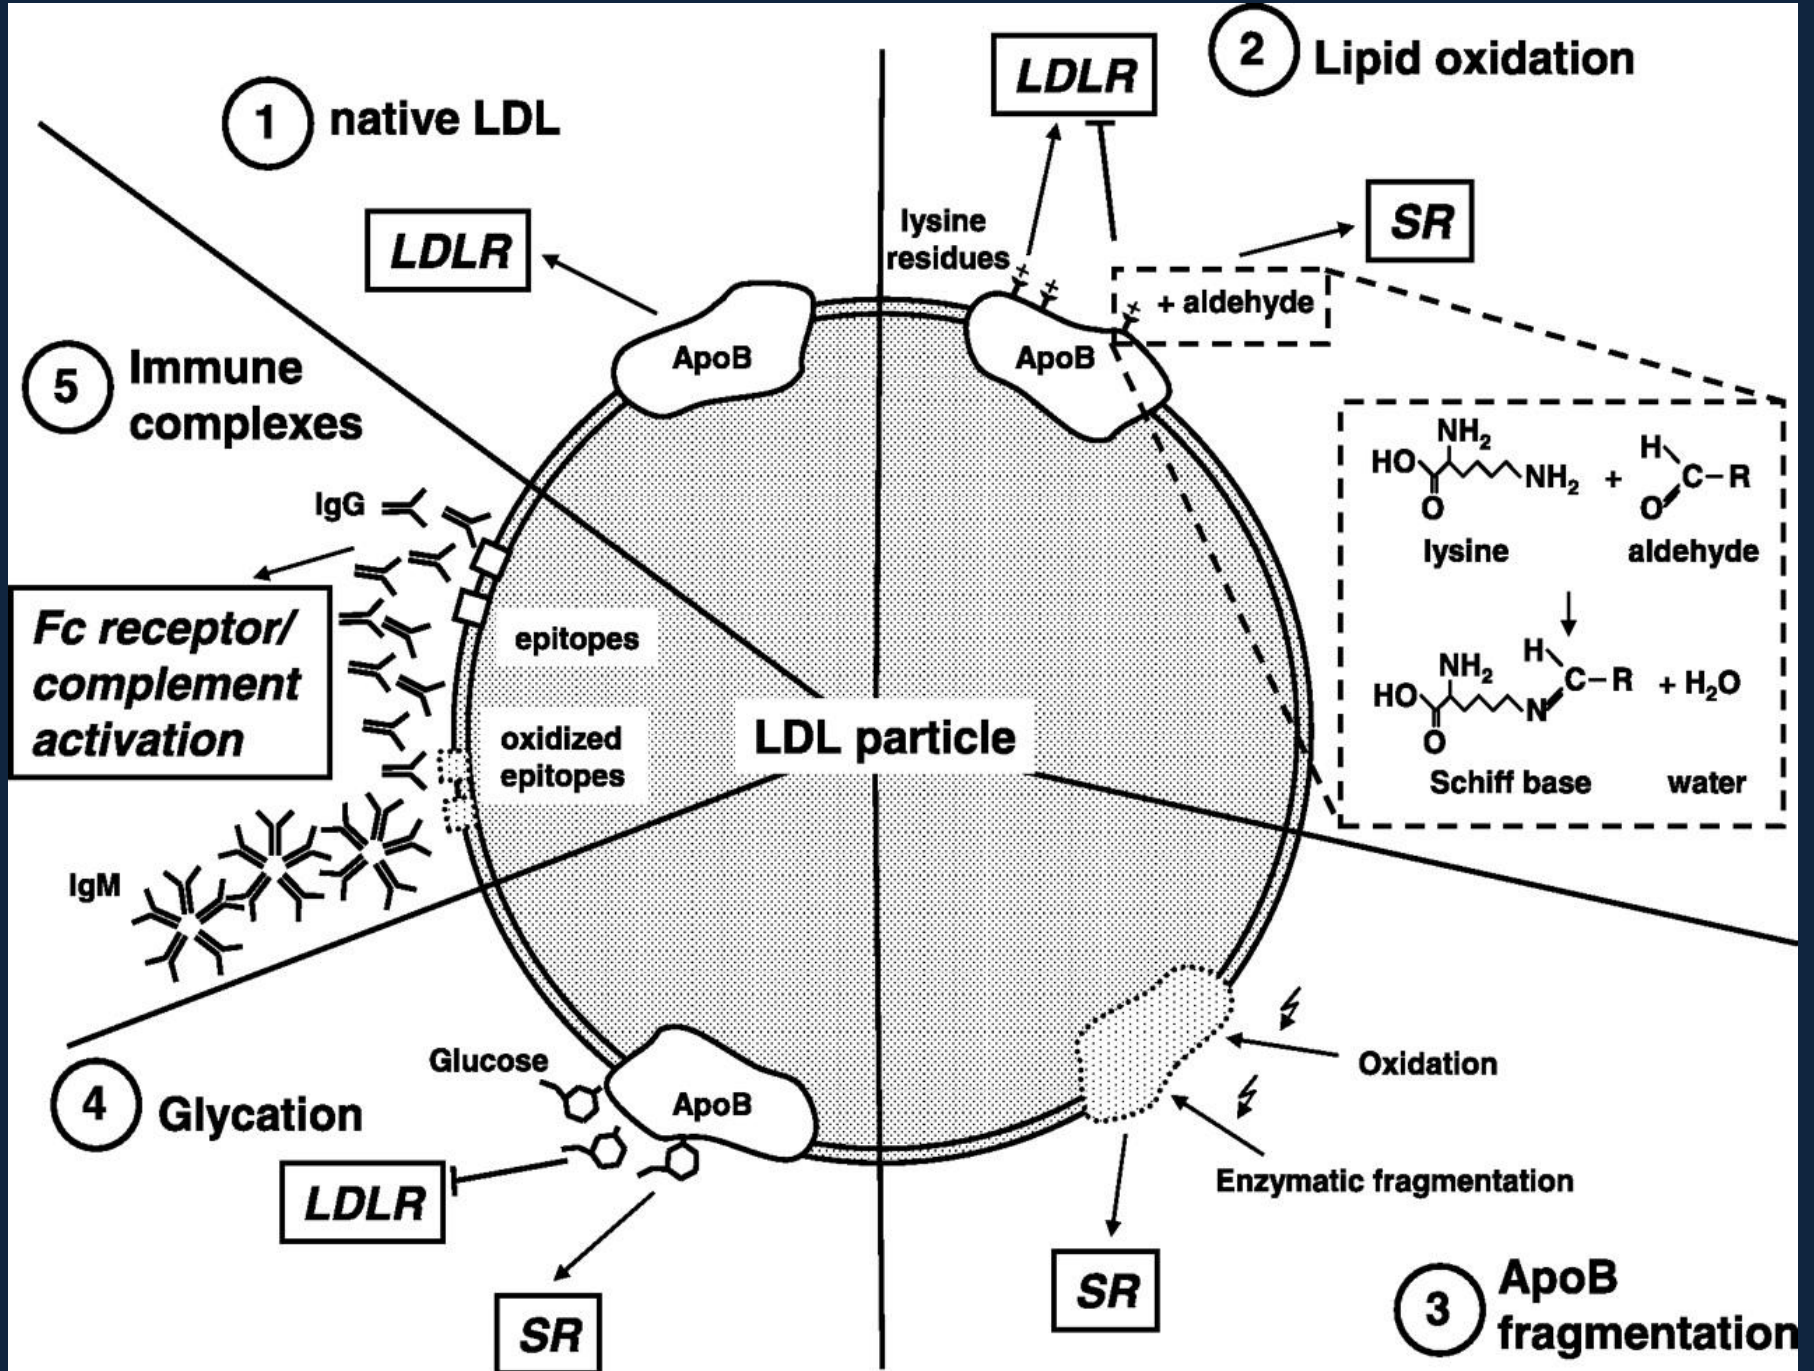 1
native LDL
LDLR
ApoB
2
Lipid oxidation
LDLR
SR
lysine
residues
+
+
+
+ aldehyde
ApoB
NH2
HO
NH2
O
lysine
+
H
C-R
O
aldehyde
NH2
HO
O
N
H
C-R
+ H2O
Schiff base
water
5
Immune
complexes
IgG
Fc receptor/
complement
activation
epitopes
oxidized
epitopes
IgM
LDL particle
4
Glycation
Glucose
ApoB
LDLR
SR
Oxidation
Enzymatic fragmentation
SR
3
ApoB
fragmentation